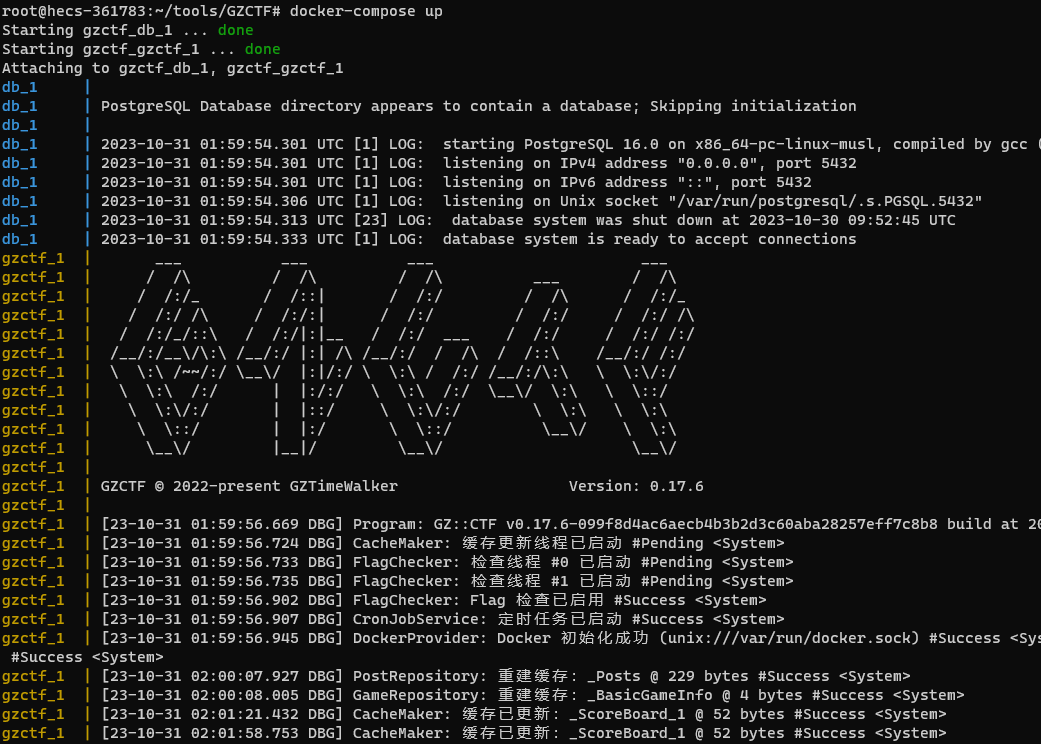 root@hecs-361783:~/tools/GZCTF# docker-compose up
Starting gzctf_db_1 ... done
Starting gzctf_gzctf_1 ... done
Attaching to gzctf_db_1, gzctf_gzctf_1
db_1     |
db_1     | PostgreSQL Database directory appears to contain a database; Skipping initialization
db_1     |
db_1     | 2023-10-31 01:59:54.301 UTC [1] LOG:  starting PostgreSQL 16.0 on x86_64-pc-linux-musl, compiled by gcc (
db_1     | 2023-10-31 01:59:54.301 UTC [1] LOG:  listening on IPv4 address "0.0.0.0", port 5432
db_1     | 2023-10-31 01:59:54.301 UTC [1] LOG:  listening on IPv6 address "::", port 5432
db_1     | 2023-10-31 01:59:54.306 UTC [1] LOG:  listening on Unix socket "/var/run/postgresql/.s.PGSQL.5432"
db_1     | 2023-10-31 01:59:54.313 UTC [23] LOG:  database system was shut down at 2023-10-30 09:52:45 UTC
db_1     | 2023-10-31 01:59:54.333 UTC [1] LOG:  database system is ready to accept connections
gzctf_1  |       ___           ___           ___                       ___
gzctf_1  |      /  /\         /  /\         /  /\          ___        /  /\
gzctf_1  |     /  /:/_       /  /::|       /  /:/         /  /\      /  /:/_
gzctf_1  |    /  /:/ /\     /  /:/:|      /  /:/         /  /:/     /  /:/ /\
gzctf_1  |   /  /:/_/::\   /  /:/|:|__   /  /:/  ___    /  /:/     /  /:/ /:/
gzctf_1  |  /__/:/__\/\:\ /__/:/ |:| /\ /__/:/  /  /\  /  /::\    /__/:/ /:/
gzctf_1  |  \  \:\ /~~/:/ \__\/  |:|/:/ \  \:\ /  /:/ /__/:/\:\   \  \:\/:/
gzctf_1  |   \  \:\  /:/      |  |:/:/   \  \:\  /:/  \__\/  \:\   \  \::/
gzctf_1  |    \  \:\/:/       |  |::/     \  \:\/:/        \  \:\   \  \:\
gzctf_1  |     \  \::/        |  |:/       \  \::/          \__\/    \  \:\
gzctf_1  |      \__\/         |__|/         \__\/                     \__\/
gzctf_1  |
gzctf_1  | GZCTF © 2022-present GZTimeWalker                   Version: 0.17.6
gzctf_1  |
gzctf_1  | [23-10-31 01:59:56.669 DBG] Program: GZ::CTF v0.17.6-099f8d4ac6aecb4b3b2d3c60aba28257eff7c8b8 build at 20
gzctf_1  | [23-10-31 01:59:56.724 DBG] CacheMaker: 缓存更新线程已启动 #Pending <System>
gzctf_1  | [23-10-31 01:59:56.733 DBG] FlagChecker: 检查线程 #0 已启动 #Pending <System>
gzctf_1  | [23-10-31 01:59:56.735 DBG] FlagChecker: 检查线程 #1 已启动 #Pending <System>
gzctf_1  | [23-10-31 01:59:56.902 DBG] FlagChecker: Flag 检查已启用 #Success <System>
gzctf_1  | [23-10-31 01:59:56.907 DBG] CronJobService: 定时任务已启动 #Success <System>
gzctf_1  | [23-10-31 01:59:56.945 DBG] DockerProvider: Docker 初始化成功 (unix:///var/run/docker.sock) #Success <Sys
 #Success <System>
gzctf_1  | [23-10-31 02:00:07.927 DBG] PostRepository: 重建缓存: _Posts @ 229 bytes #Success <System>
gzctf_1  | [23-10-31 02:00:08.005 DBG] GameRepository: 重建缓存: _BasicGameInfo @ 4 bytes #Success <System>
gzctf_1  | [23-10-31 02:01:21.432 DBG] CacheMaker: 缓存已更新: _ScoreBoard_1 @ 52 bytes #Success <System>
gzctf_1  | [23-10-31 02:01:58.753 DBG] CacheMaker: 缓存已更新: _ScoreBoard_1 @ 52 bytes #Success <System>